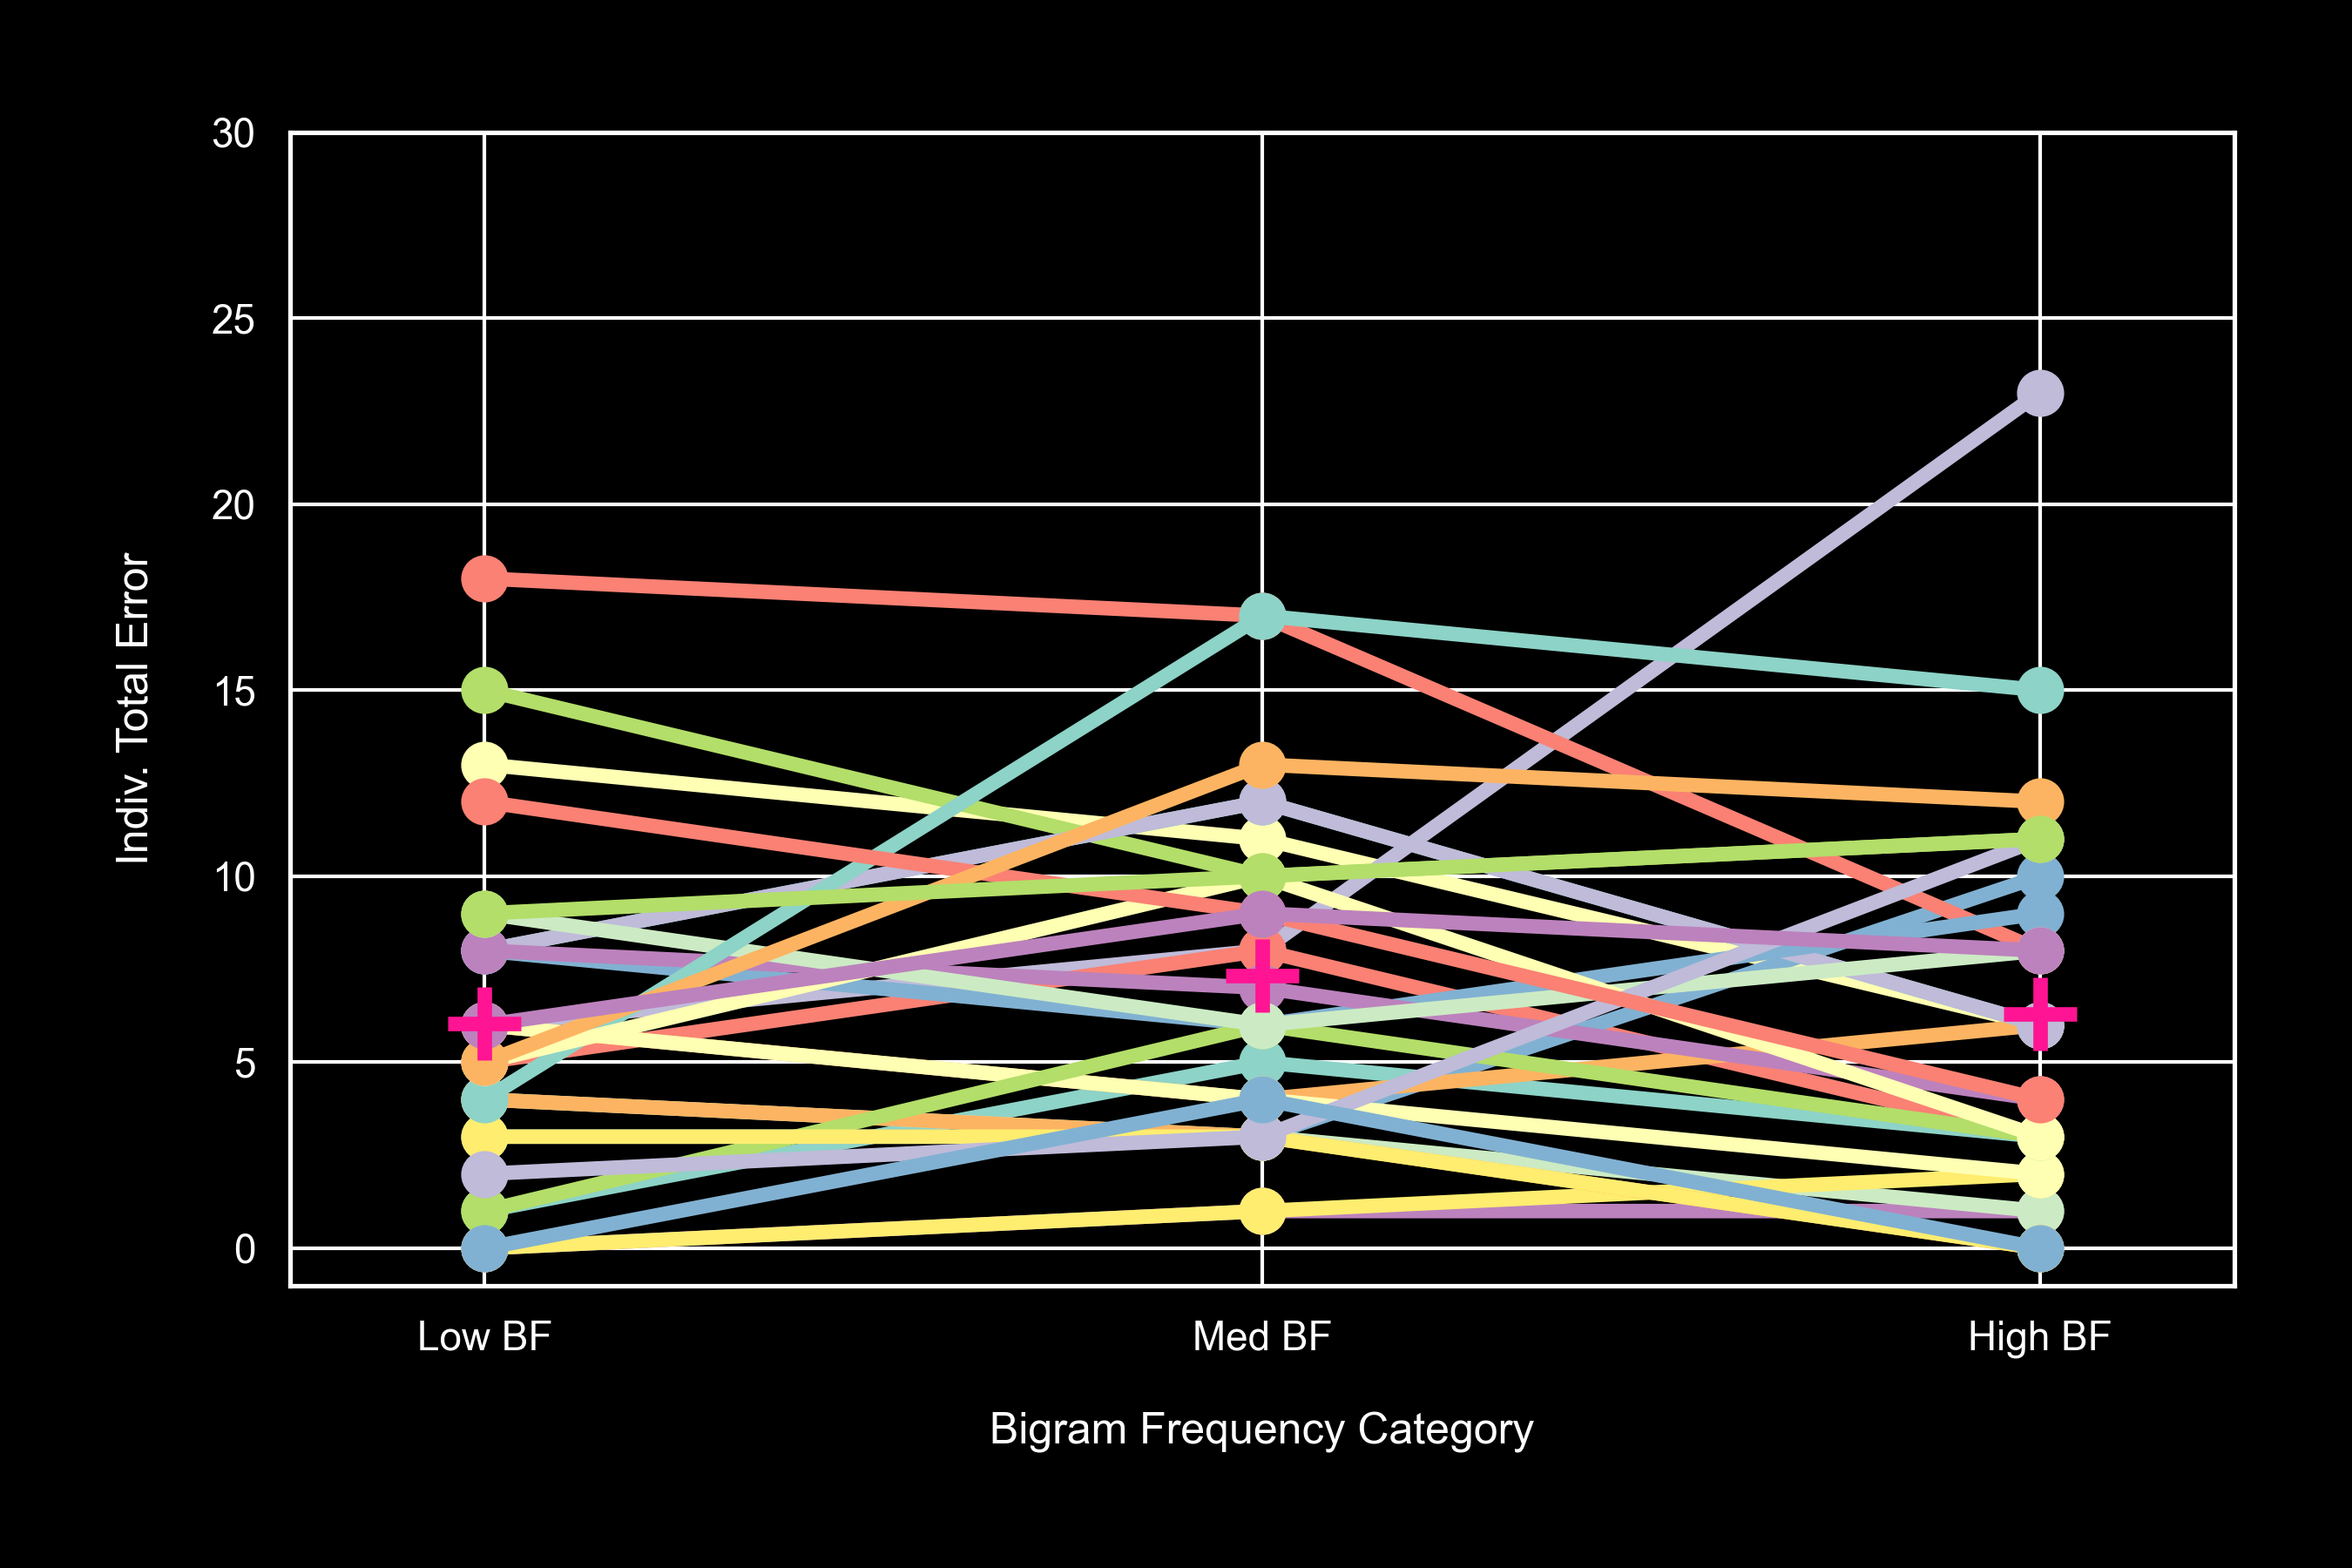 30
25
20
15
10
5
0
Indiv. Total Error
Low BF
Med BF
High BF
Bigram Frequency Category